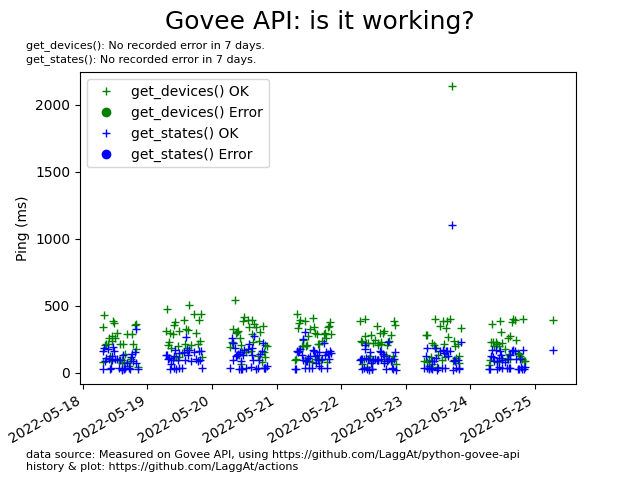 Govee API: is it working?
get_devices(): No recorded error in 7 days.
get_states(): No recorded error in 7 days.
get_devices() OK
get_devices() Error
get_states() OK
get_states() Error
Ping (ms)
2000
1500
1000
500
0
2022-05-18
2022-05-19
2022-05-20
2022-05-21
2022-05-22
2022-05-23
2022-05-24
2022-05-25
data source: Measured on Govee API, using https://github.com/LaggAt/python-govee-api
history & plot: https://github.com/LaggAt/actions